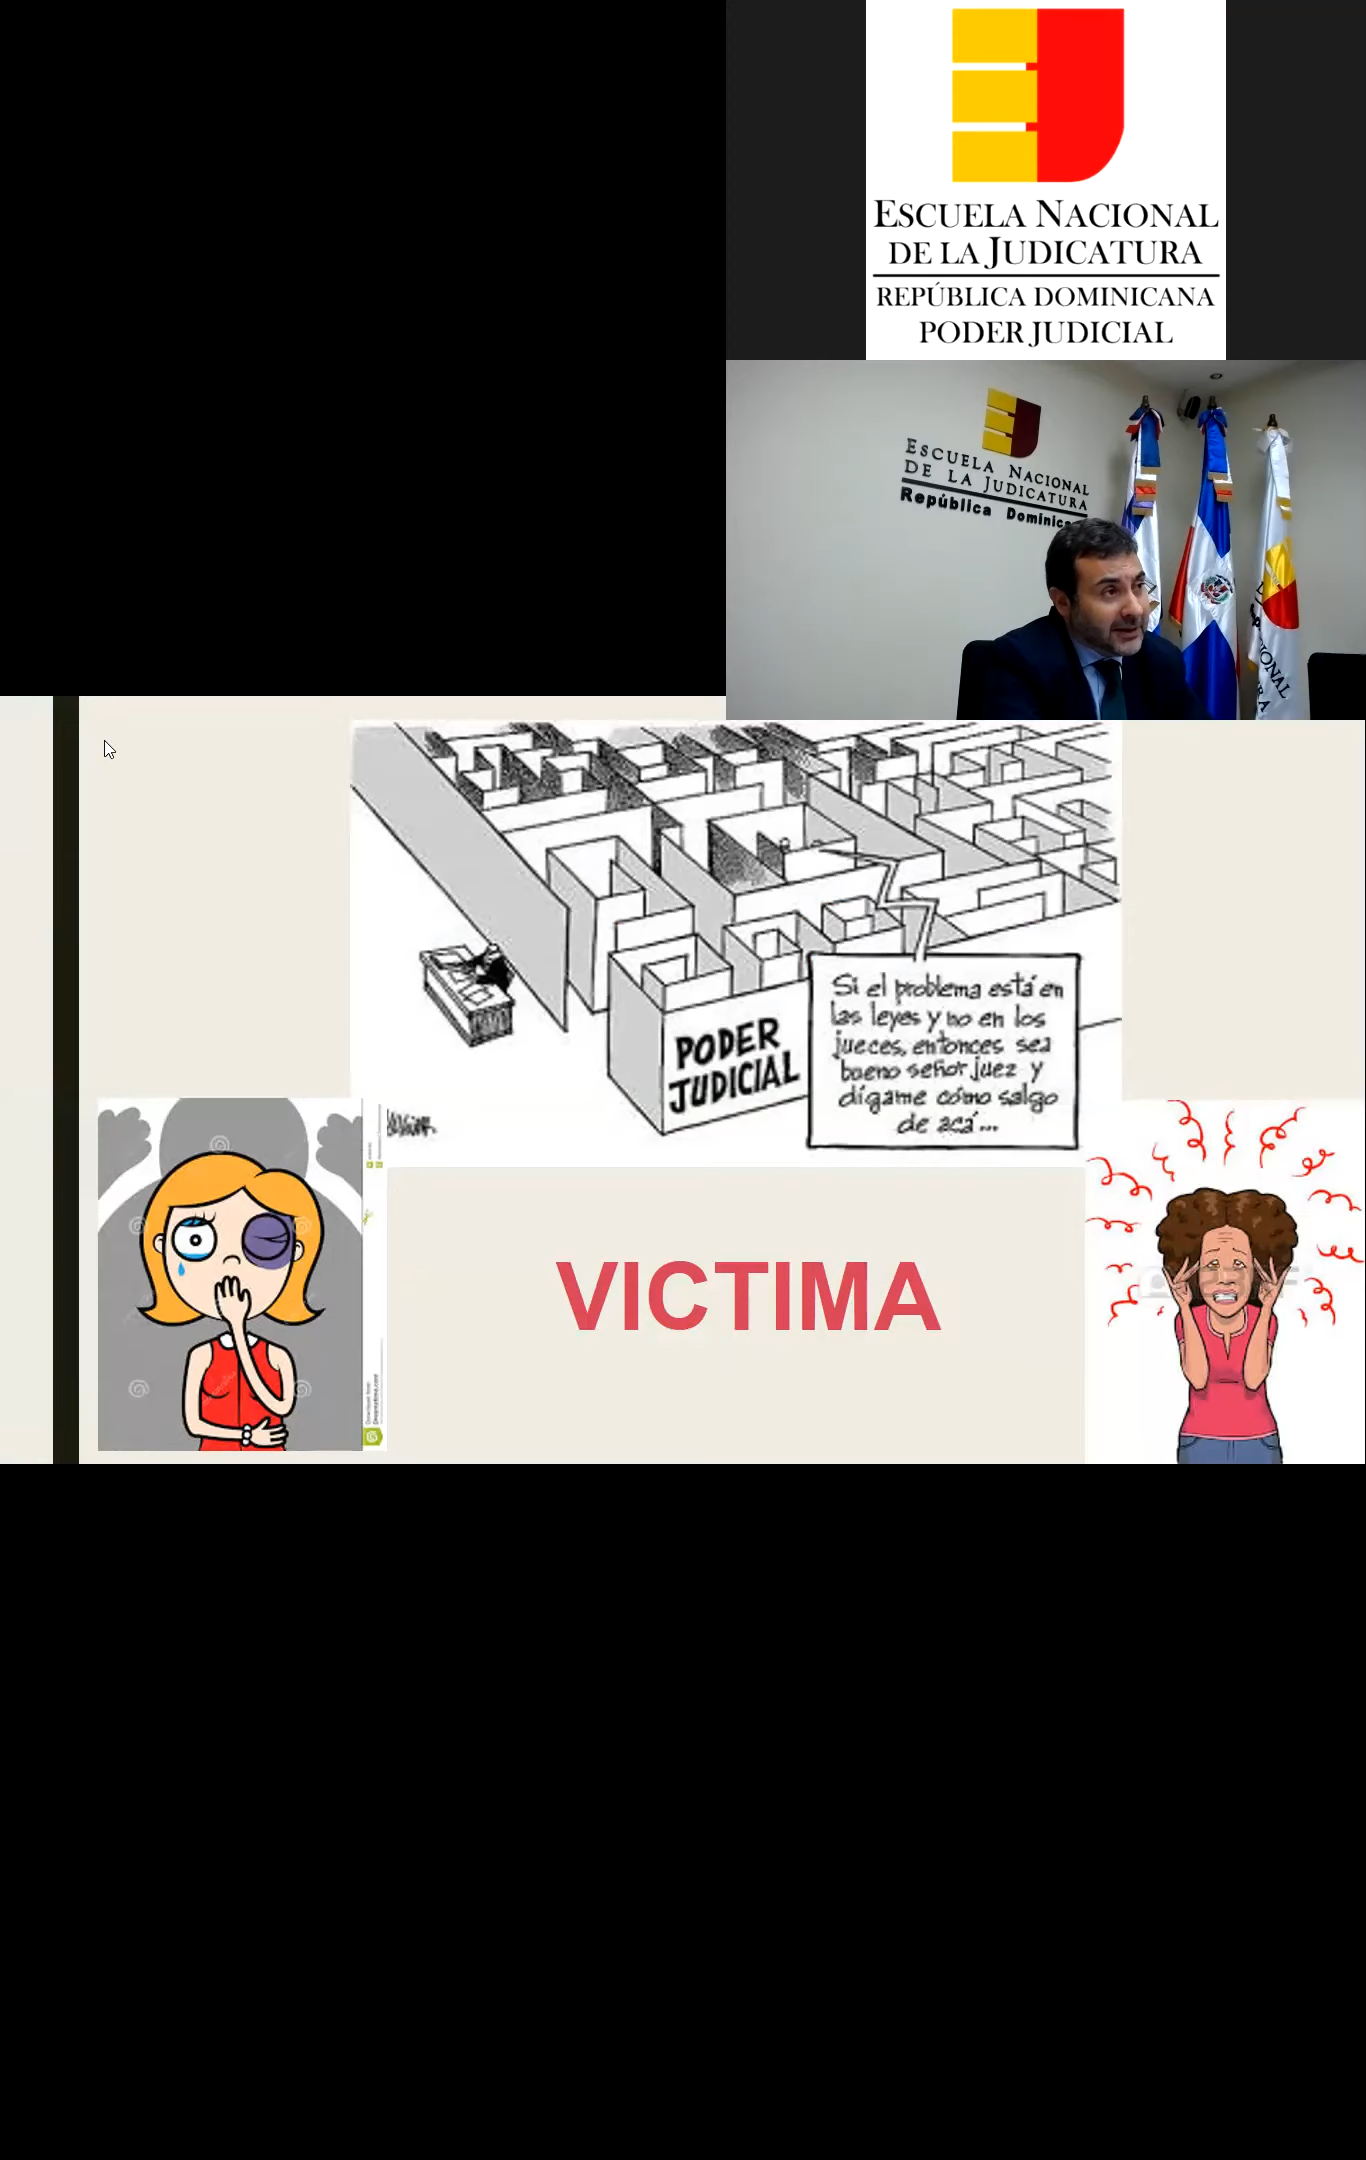 ESCUELA NACIONAL
DE LA JUDICATURA
REPÚBLICA DOMINICANA
PODER JUDICIAL
ESCUELA NACIONAL
DE LA JUDICATURA
República Dominic
Si el problema está en
las leyes y no en los
jueces, entonces sea
bueno señor juez y
dígame cómo salgo
de acá...
PODER
JUDICIAL
VICTIMA